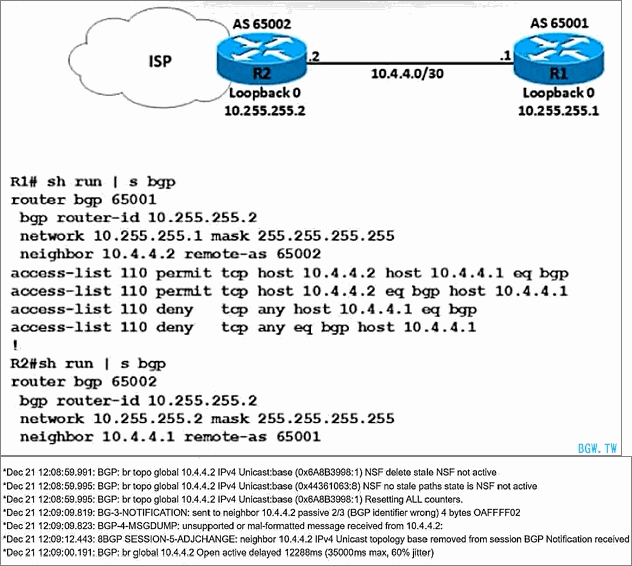 AS 65002
AS 65001
ISP
.2
.1
R2
10.4.4.0/30
R1
Loopback 0
10.255.255.2
Loopback 0
10.255.255.1
R1# sh run | s bgp
router bgp 65001
bgp router-id 10.255.255.2
network 10.255.255.1 mask 255.255.255.255
neighbor 10.4.4.2 remote-as 65002
access-list 110 permit tcp host 10.4.4.2 host 10.4.4.1 eq bgp
access-list 110 permit tcp host 10.4.4.2 eq bgp host 10.4.4.1
access-list 110 deny tcp any host 10.4.4.1 eq bgp
access-list 110 deny tcp any eq bgp host 10.4.4.1
!
R2#sh run | s bgp
router bgp 65002
bgp router-id 10.255.255.2
network 10.255.255.2 mask 255.255.255.255
neighbor 10.4.4.1 remote-as 65001
BGW.TW
*Dec 21 12:08:59.991: BGP: br topo global 10.4.4.2 IPv4 Unicast:base (0x6A8B3998:1) NSF delete stale NSF not active
*Dec 21 12:08:59.995: BGP: br topo global 10.4.4.2 IPv4 Unicast:base (0x44361063:8) NSF no stale paths state is NSF not active
*Dec 21 12:08:59.995: BGP: br topo global 10.4.4.2 IPv4 Unicast:base (0x6A8B3998:1) Resetting ALL counters.
*Dec 21 12:09:09.819: BG-3-NOTIFICATION: sent to neighbor 10.4.4.2 passive 2/3 (BGP identifier wrong) 4 bytes OAFFFF02
*Dec 21 12:09:09.823: BGP-4-MSGDUMP: unsupported or mal-formatted message received from 10.4.4.2:
*Dec 21 12:09:12.443: 8BGP SESSION-5-ADJCHANGE: neighbor 10.4.4.2 IPv4 Unicast topology base removed from session BGP Notification received
*Dec 21 12:09:00.191: BGP: br global 10.4.4.2 Open active delayed 12288ms (35000ms max, 60% jitter)